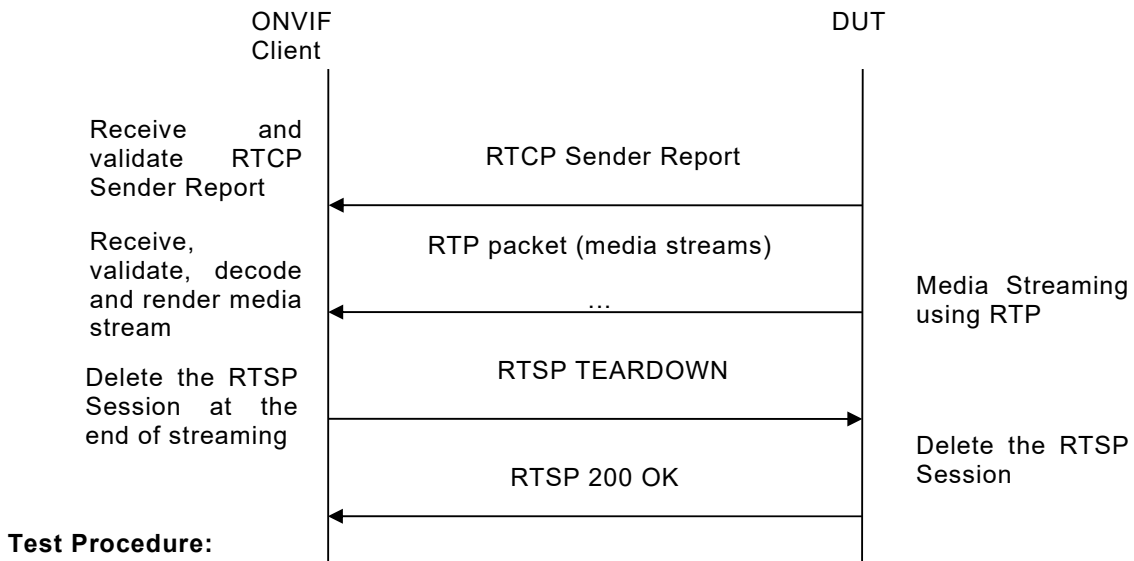 ONVIF
Client
DUT
Receive and
validate RTCP
Sender Report
RTCP Sender Report
Receive,
validate, decode
and render media
stream
RTP packet (media streams)
...
Media Streaming
using RTP
Delete the RTSP
Session at the
end of streaming
RTSP TEARDOWN
Delete the RTSP
Session
RTSP 200 OK
Test Procedure: